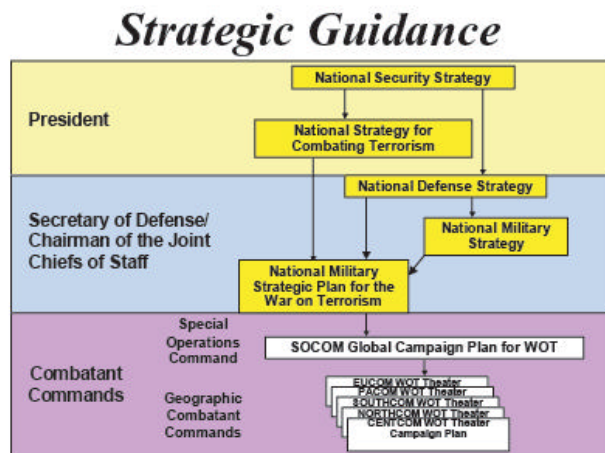 Strategic Guidance
National Security Strategy
President
National Strategy for
Combating Terrorism
National Defense Strategy
Secretary of Defense/
Chairman of the Joint
Chiefs of Staff
National Military
Strategy
National Military
Strategic Plan for the
War on Terrorism
Special
Operations
Command
SOCOM Global Campaign Plan for WOT
Combatant
Commands
Geographic
Combatant
Commands
EUCOM WOT Theater
PACOM WOT Theater
SOUTHCOM WOT Theater
NORTHCOM WOT Theater
CENTCOM WOT Theater
Campaign Plan